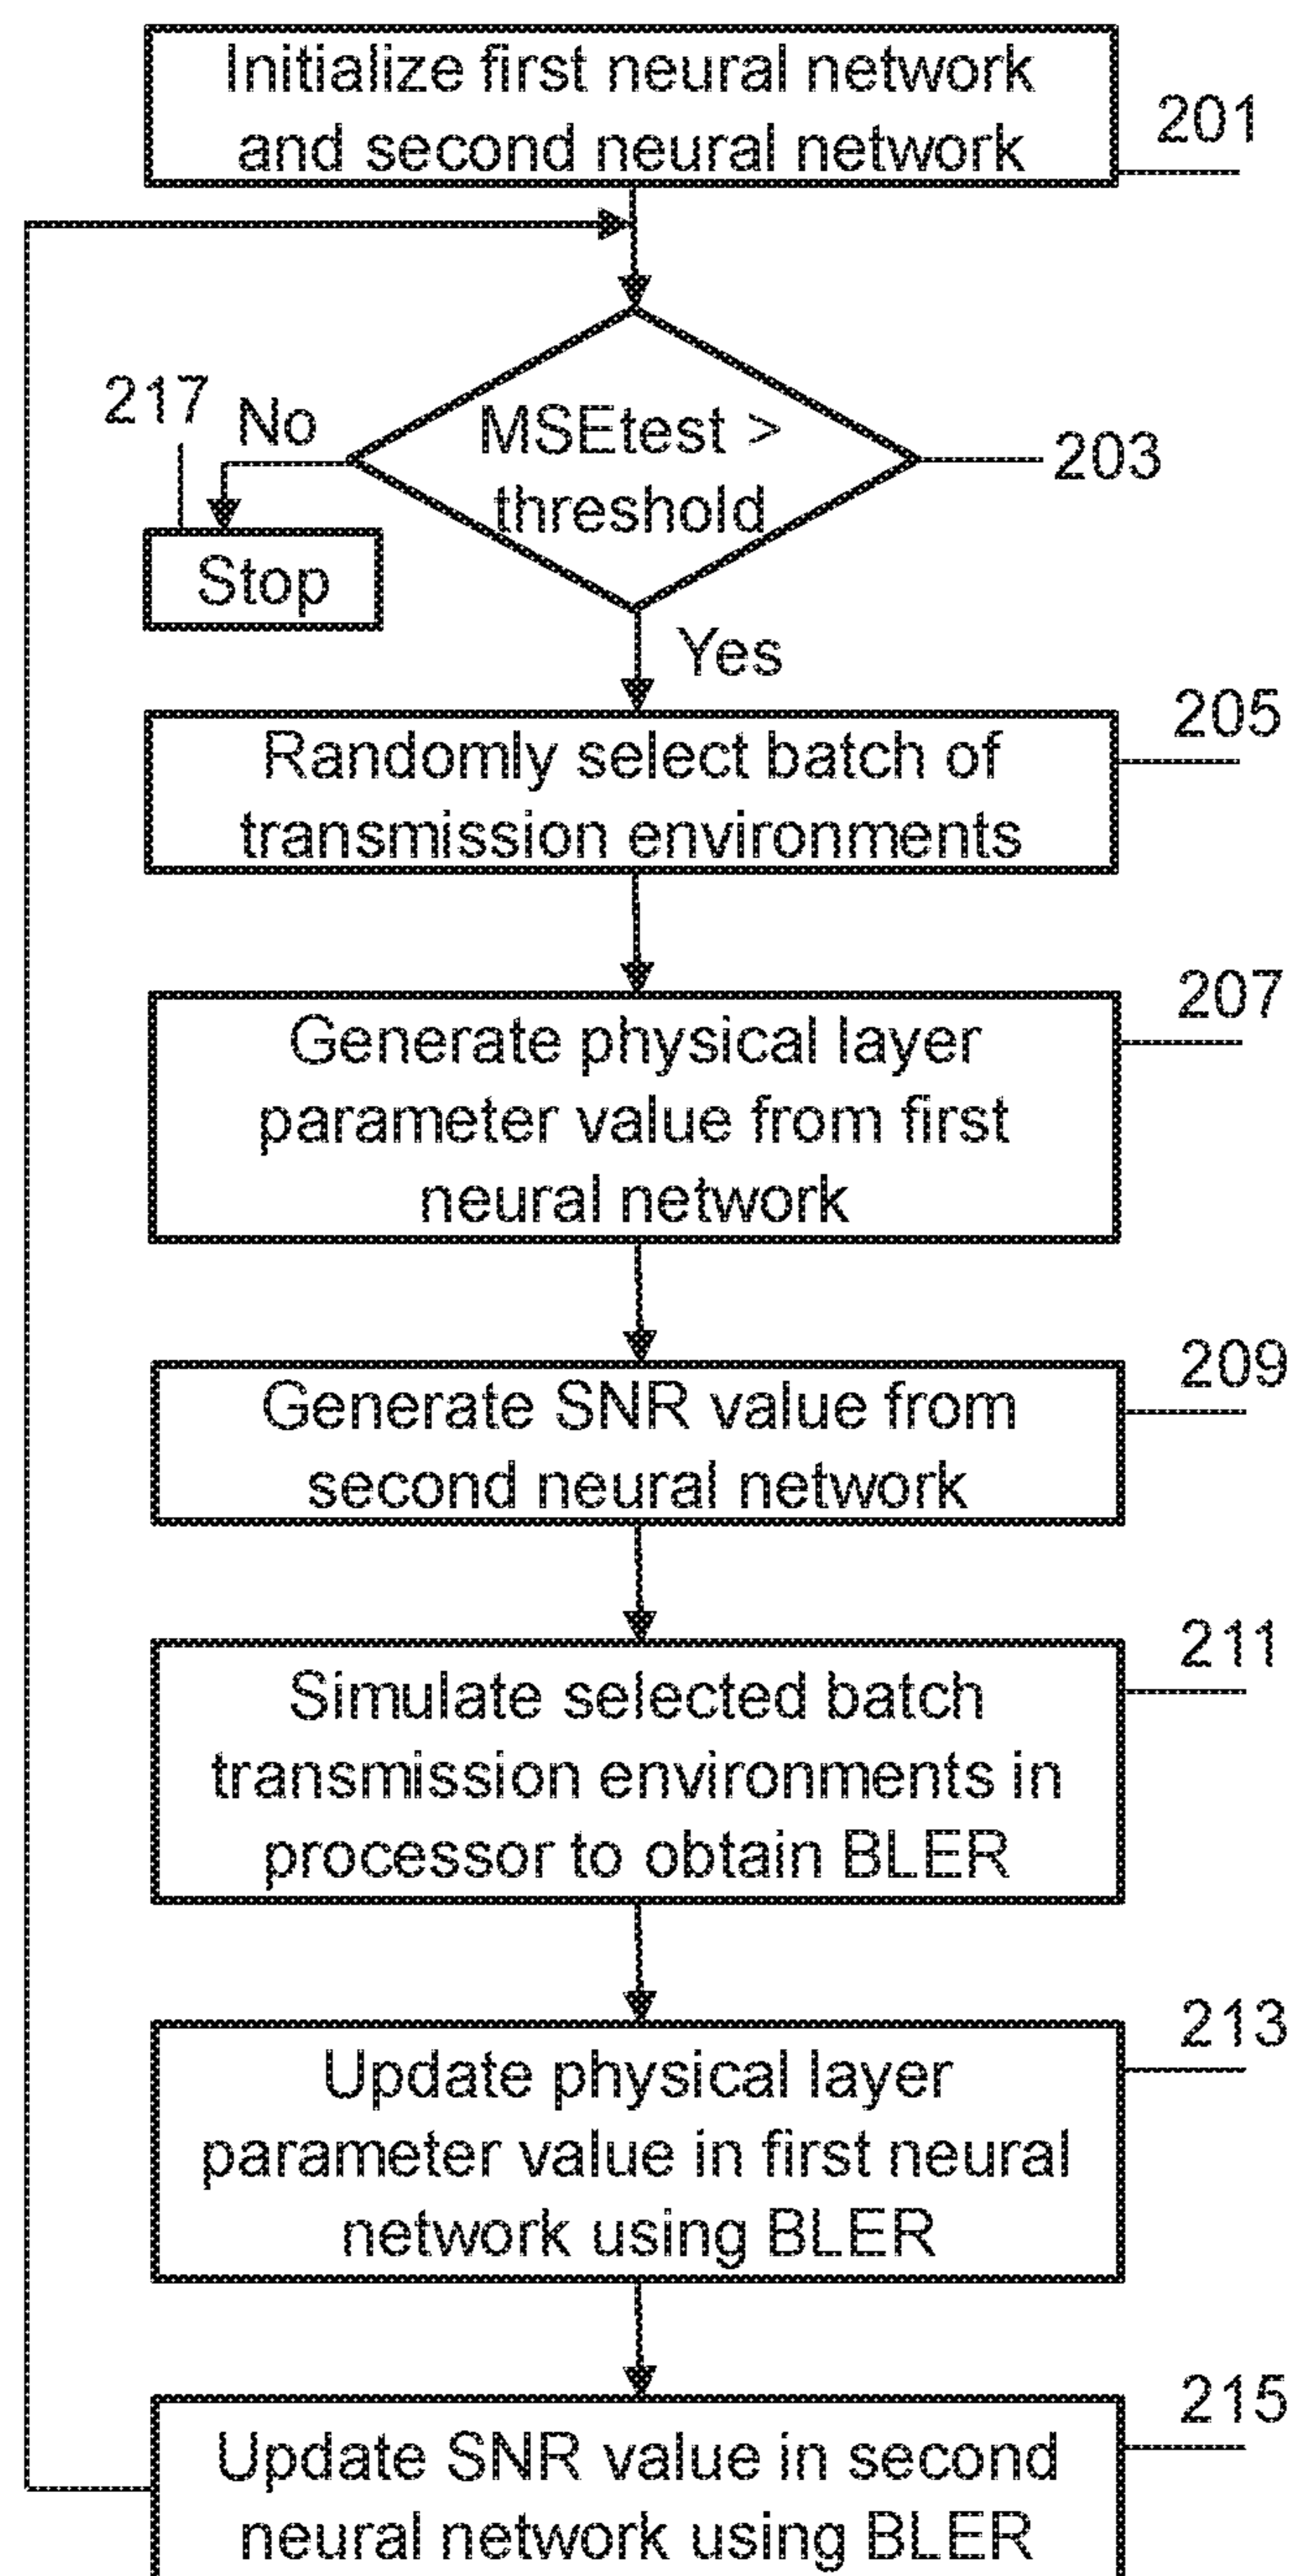 Initialize first neural network
and second neural network
201
217
No
MSEtest >
threshold
203
Stop
Yes
205
Randomly select batch of
transmission environments
207
Generate physical layer
parameter value from first
neural network
209
Generate SNR value from
second neural network
211
Simulate selected batch
transmission environments in
processor to obtain BLER
213
Update physical layer
parameter value in first neural
network using BLER
215
Update SNR value in second
neural network using BLER